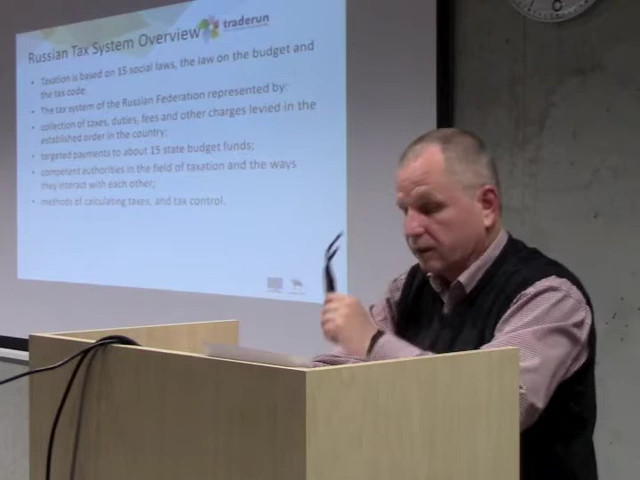 traderun
Russian Tax System Overview
• Taxation is based on 15 social laws, the law on the budget and
the tax code.
• The tax system of the Russian Federation represented by:
• collection of taxes, duties, fees and other charges levied in the
established order in the country;
• targeted payments to about 15 state budget funds;
• competent authorities in the field of taxation and the ways
they interact with each other;
• methods of calculating taxes, and tax control.